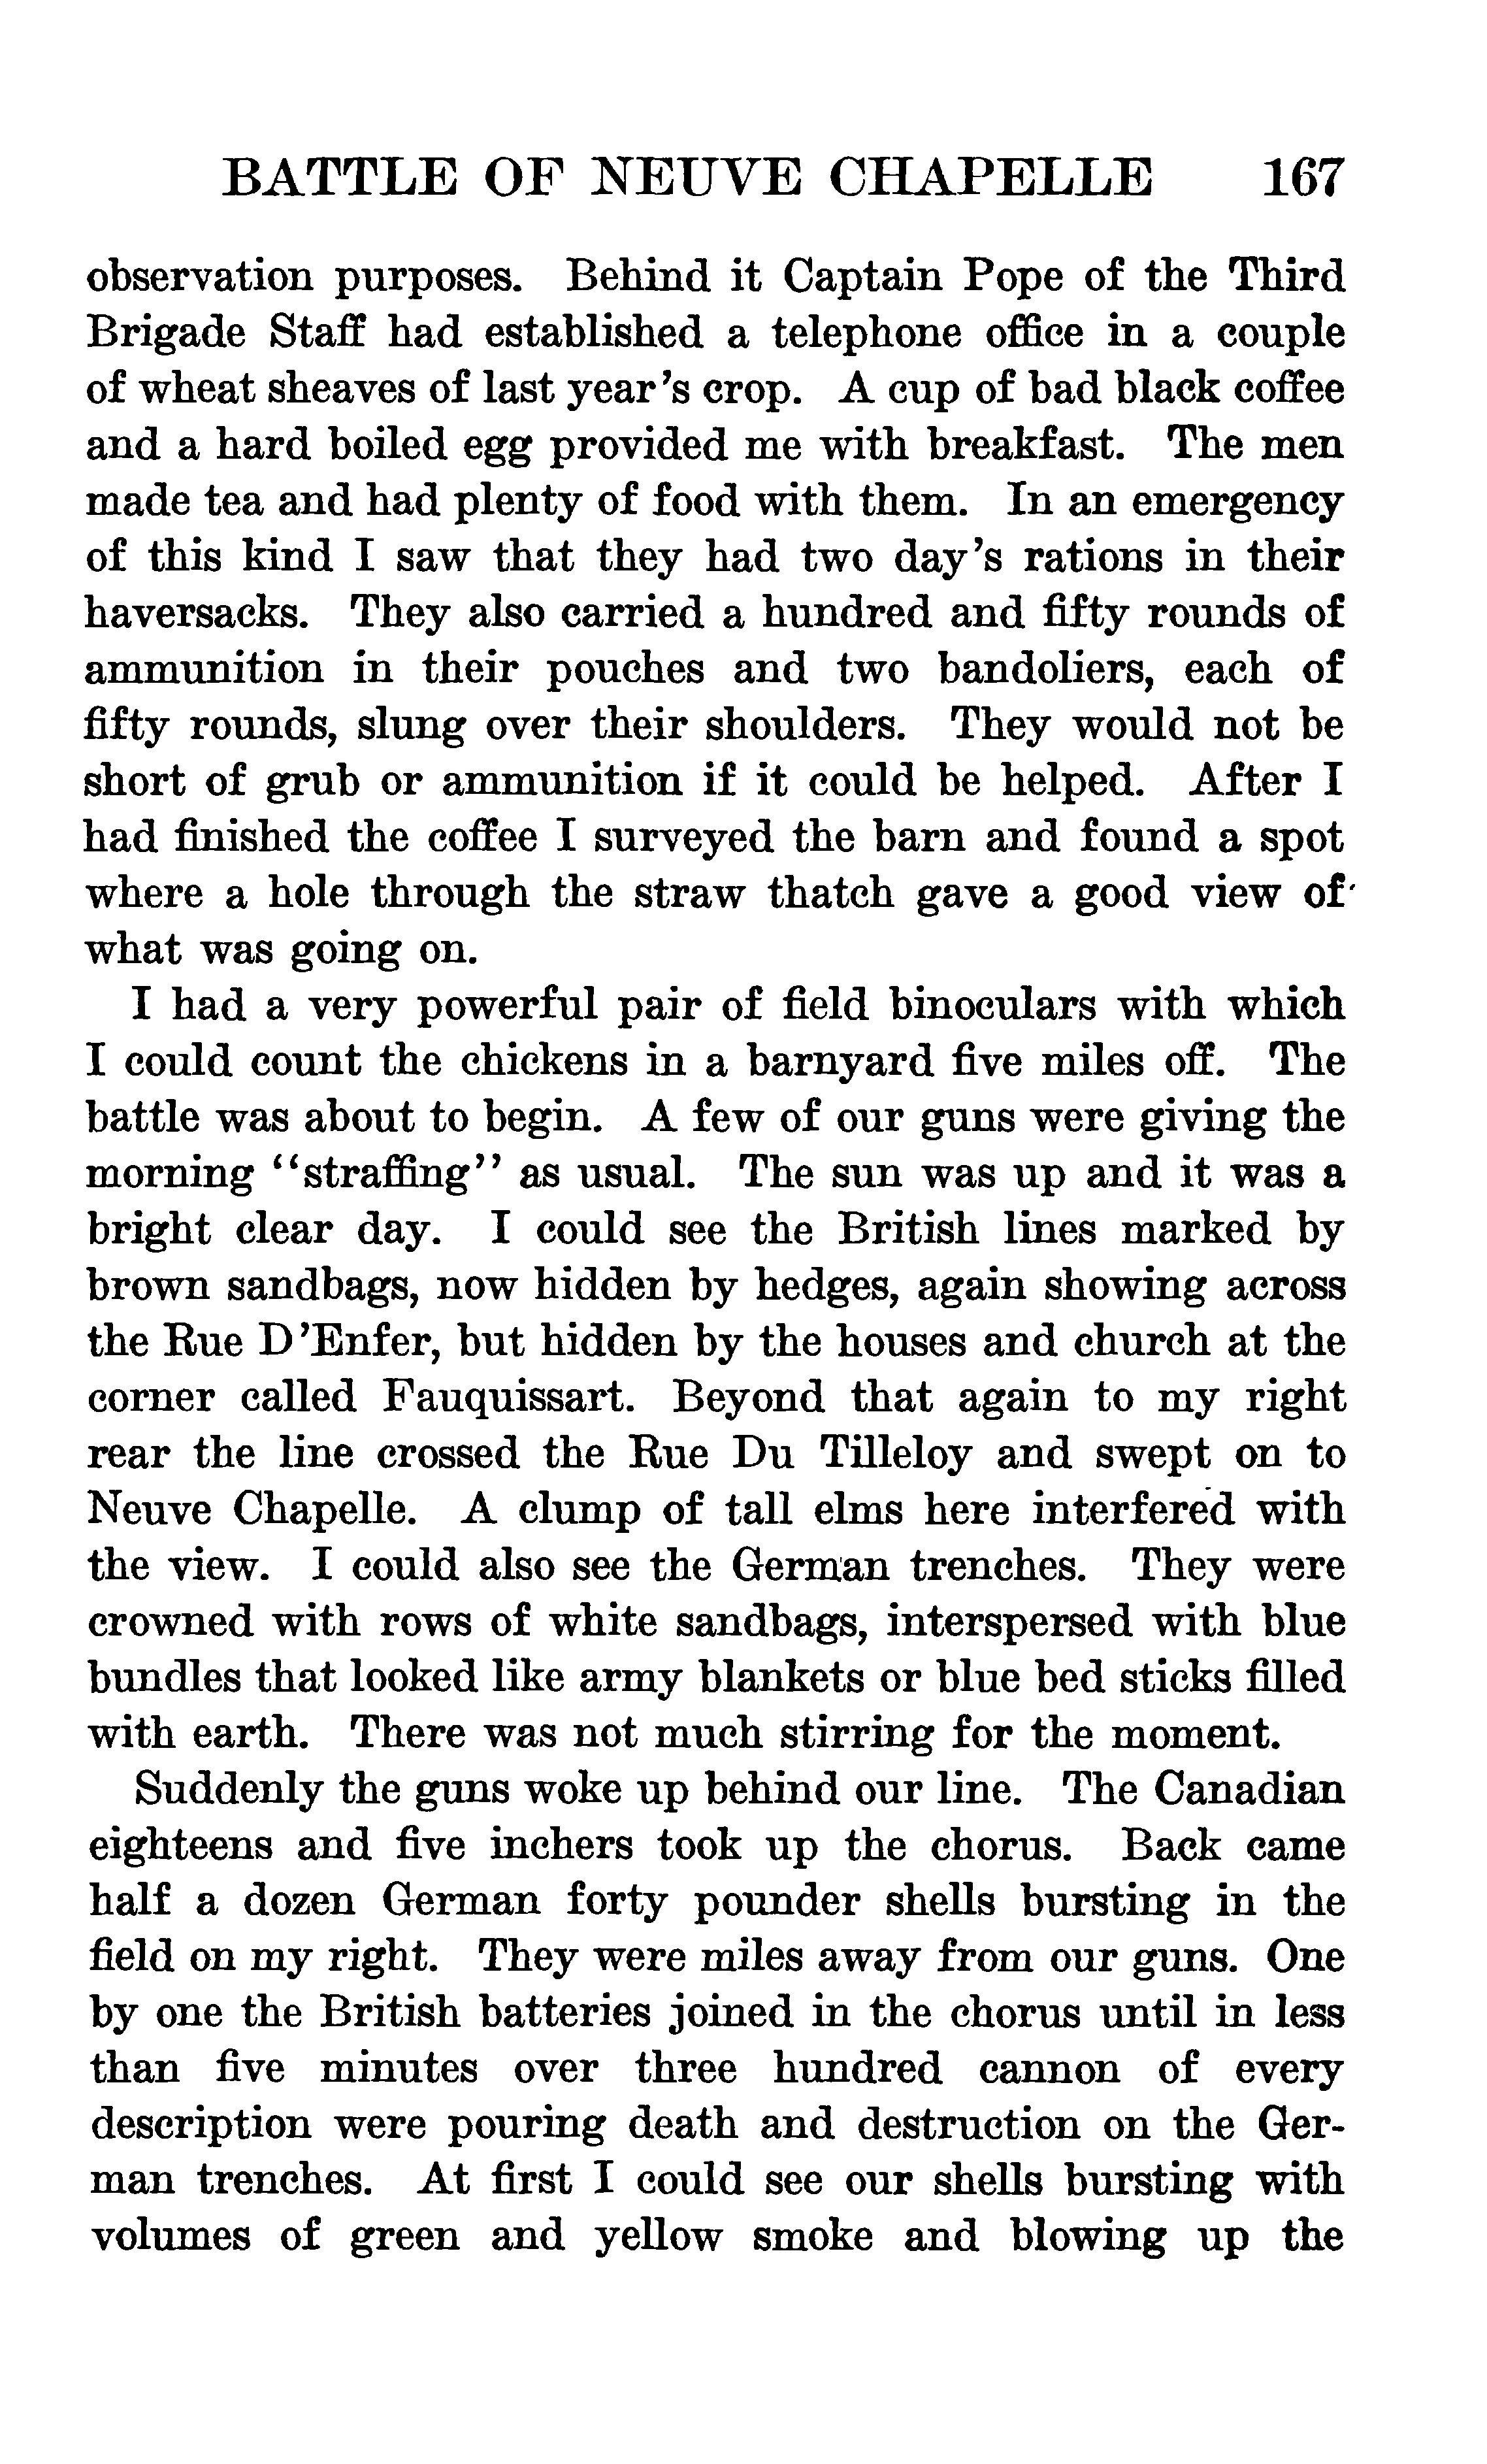 BATTLE OF NEUVE CHAPELLE 167
observation purposes. Behind it Captain Pope of the Third
Brigade Staff had established a telephone office in a couple
of wheat sheaves of last year's crop. A cup of bad black coffee
and a hard boiled egg provided me with breakfast. The men
made tea and had plenty of food with them. In an emergency
of this kind I saw that they had two day's rations in their
haversacks. They also carried a hundred and fifty rounds of
ammunition in their pouches and two bandoliers, each of
fifty rounds, slung over their shoulders. They would not be
short of grub or ammunition if it could be helped. After I
had finished the coffee I surveyed the barn and found a spot
where a hole through the straw thatch gave a good view of
what was going on.
I had a very powerful pair of field binoculars with which
I could count the chickens in a barnyard five miles off. The
battle was about to begin. A few of our guns were giving the
morning "straffing" as usual. The sun was up and it was a
bright clear day. I could see the British lines marked by
brown sandbags, now hidden by hedges, again showing across
the Rue D'Enfer, but hidden by the houses and church at the
corner called Fauquissart. Beyond that again to my right
rear the line crossed the Rue Du Tilleloy and swept on to
Neuve Chapelle. A clump of tall elms here interfered with
the view. I could also see the German trenches. They were
crowned with rows of white sandbags, interspersed with blue
bundles that looked like army blankets or blue bed sticks filled
with earth. There was not much stirring for the moment.
Suddenly the guns woke up behind our line. The Canadian
eighteens and five inchers took up the chorus. Back came
half a dozen German forty pounder shells bursting in the
field on my right. They were miles away from our guns. One
by one the British batteries joined in the chorus until in less
than five minutes over three hundred cannon of every
description were pouring death and destruction on the Ger-
man trenches. At first I could see our shells bursting with
volumes of green and yellow smoke and blowing up the